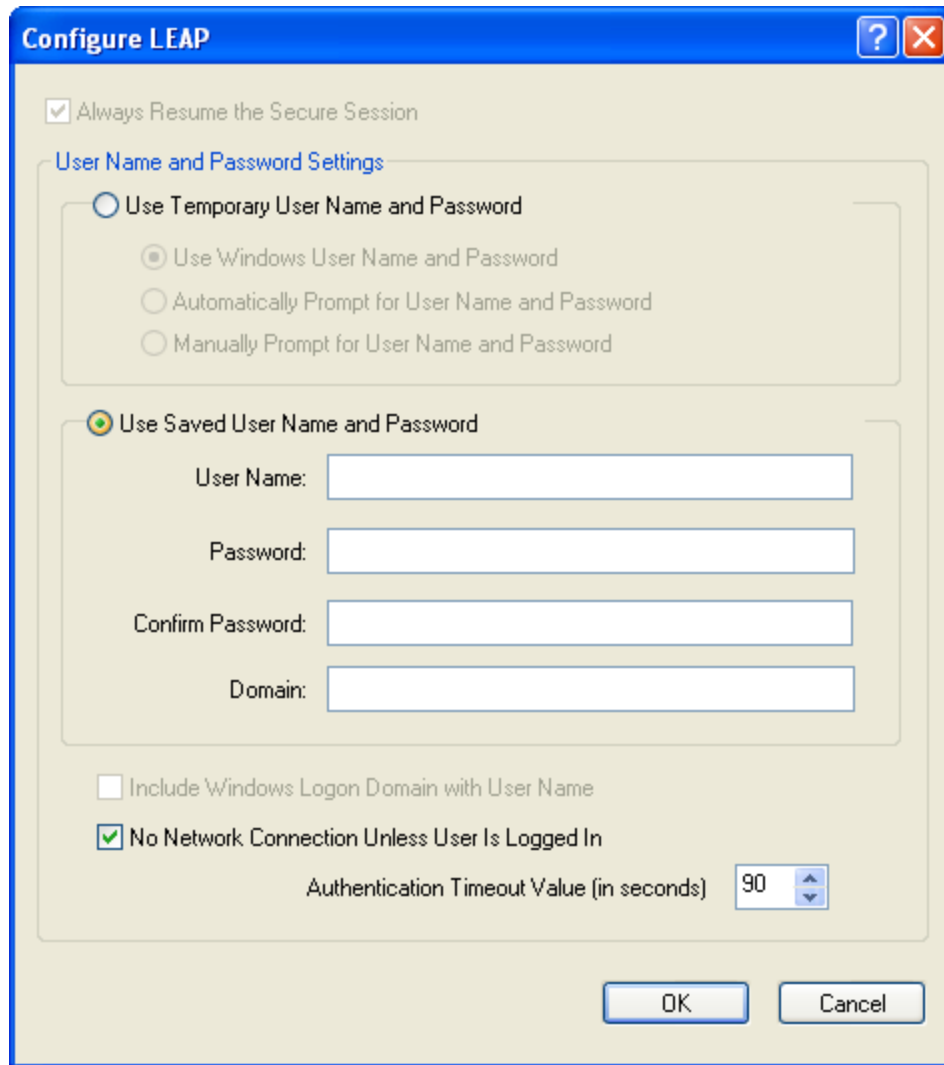 Configure LEAP
Always Resume the Secure Session
User Name and Password Settings
Use Temporary User Name and Password
Use Windows User Name and Password
Automatically Prompt for User Name and Password
Manually Prompt for User Name and Password
Use Saved User Name and Password
User Name:
Password:
Confirm Password:
Domain:
Include Windows Logon Domain with User Name
No Network Connection Unless User Is Logged In
Authentication Timeout Value (in seconds) 90
OK Cancel